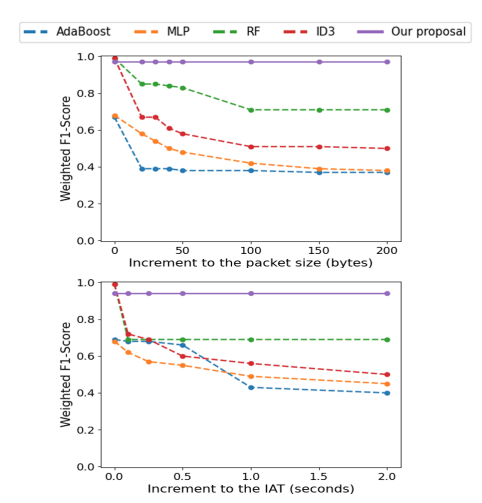 AdaBoost MLP RF ID3 Our proposal
1.0
0.8
0.6
0.4
0.2
0.0
Weighted F1-Score
0 50 100 150 200
Increment to the packet size (bytes)
1.0
0.8
0.6
0.4
0.2
0.0
Weighted F1-Score
0.0 0.5 1.0 1.5 2.0
Increment to the IAT (seconds)